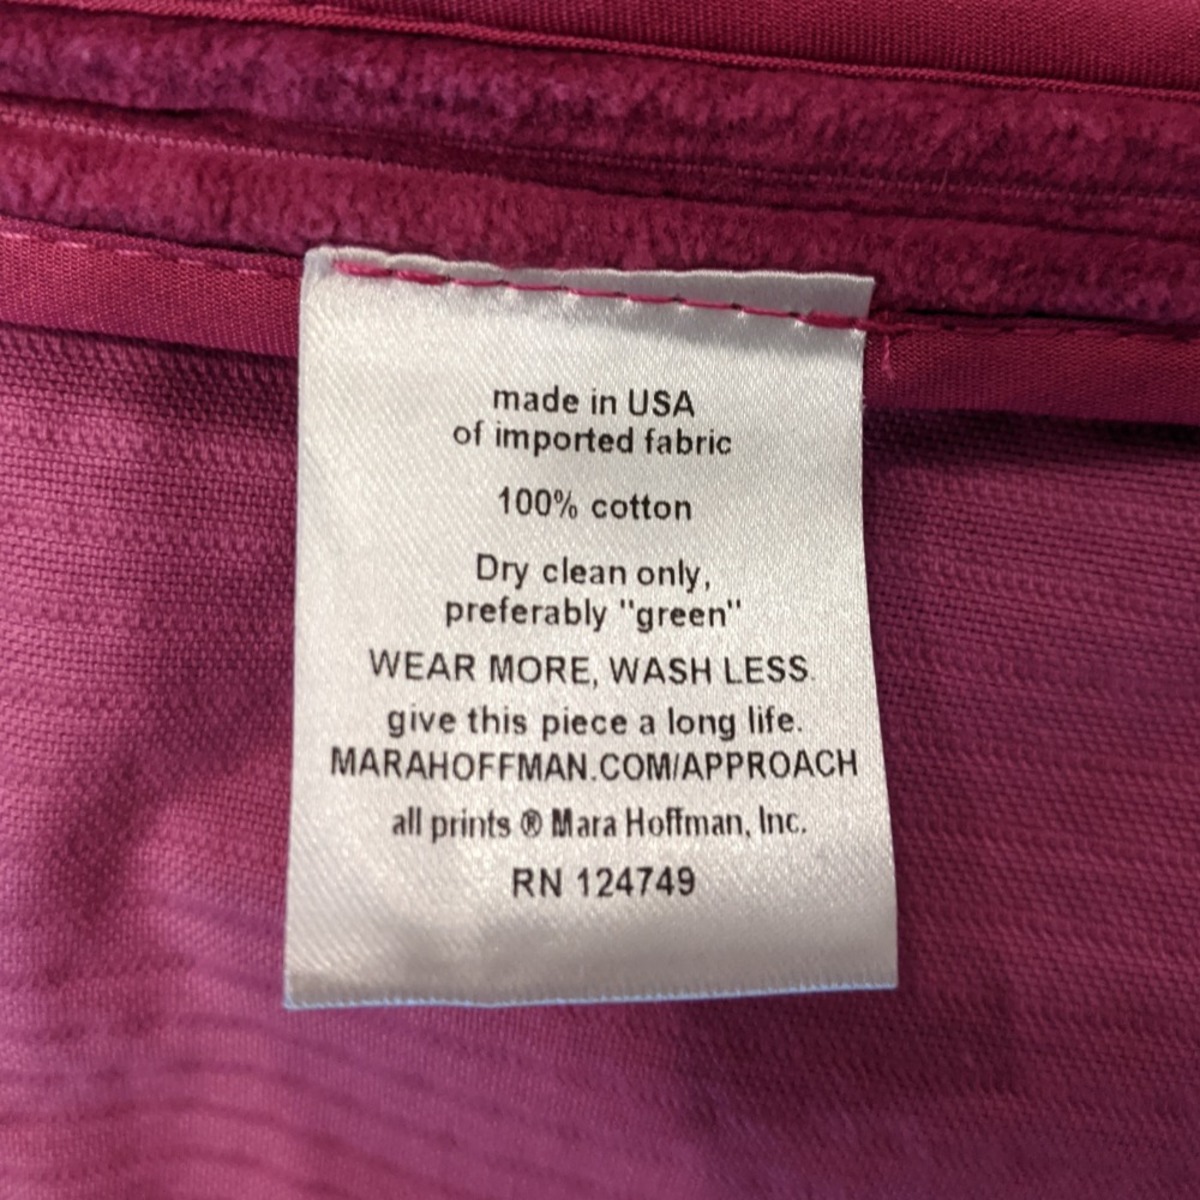 made in USA
of imported fabric
100% cotton
Dry clean only,
preferably "green"
WEAR MORE, WASH LESS.
give this piece a long life.
MARAHOFFMAN.COM/APPROACH
all prints ® Mara Hoffman, Inc.
RN 124749